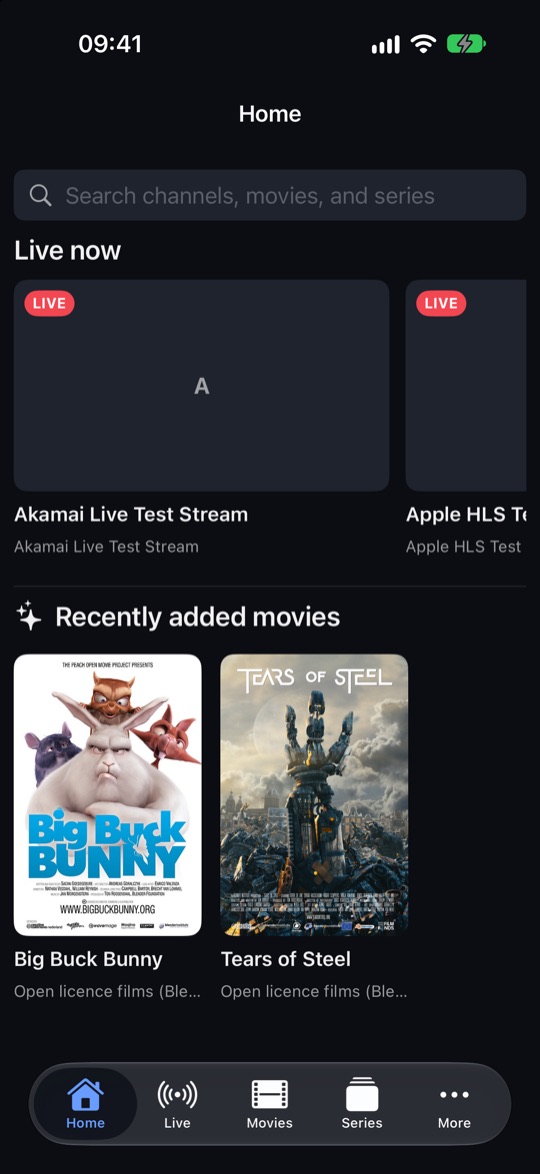 09:41
Home
Search channels, movies, and series
Live now
LIVE
LIVE
A
Akamai Live Test Stream
Apple HLS Te
Akamai Live Test Stream
Apple HLS Test
Recently added movies
THE PEACH OPEN MOVIE PROJECT PRESENTS
Big Buck
BUNNY
WWW.BIGBUCKBUNNY.ORG
TEARS OF STEEL
Big Buck Bunny
Tears of Steel
Open licence films (Ble...
Open licence films (Ble...
Home
Live
Movies
Series
More